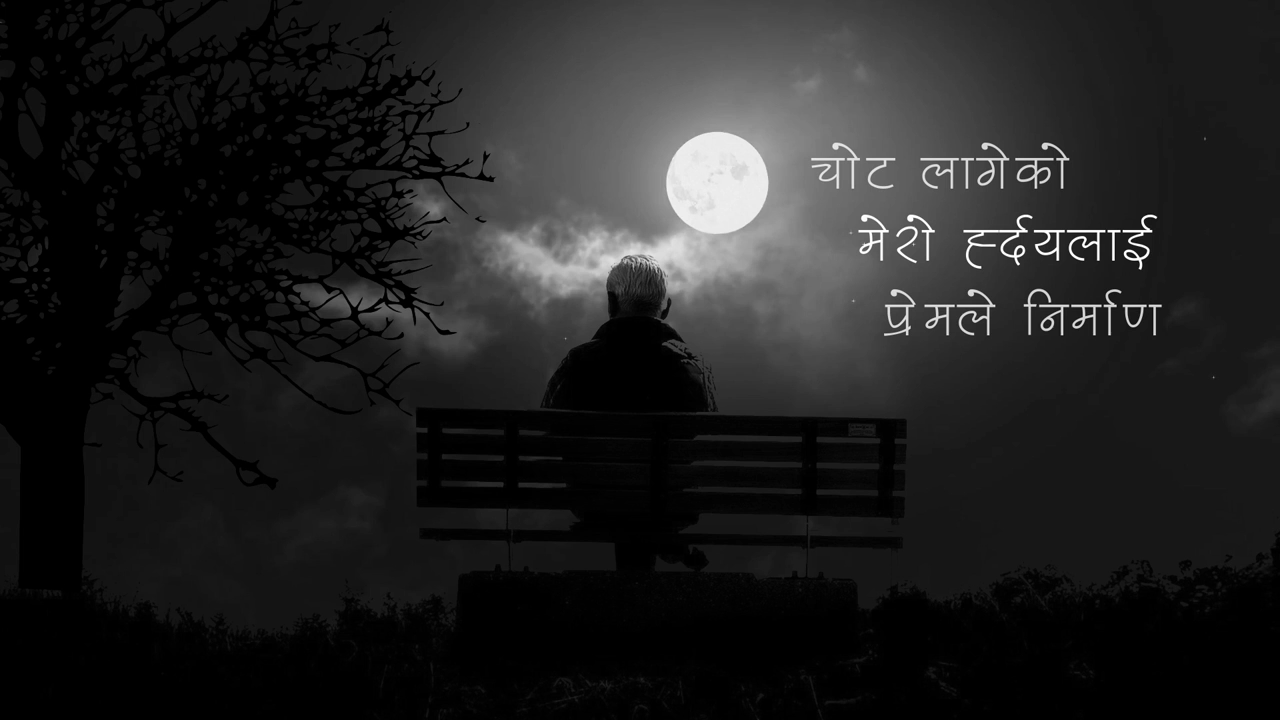 चोट लागेको
मेरो ह्र्दयलाई
प्रेमले निर्माण